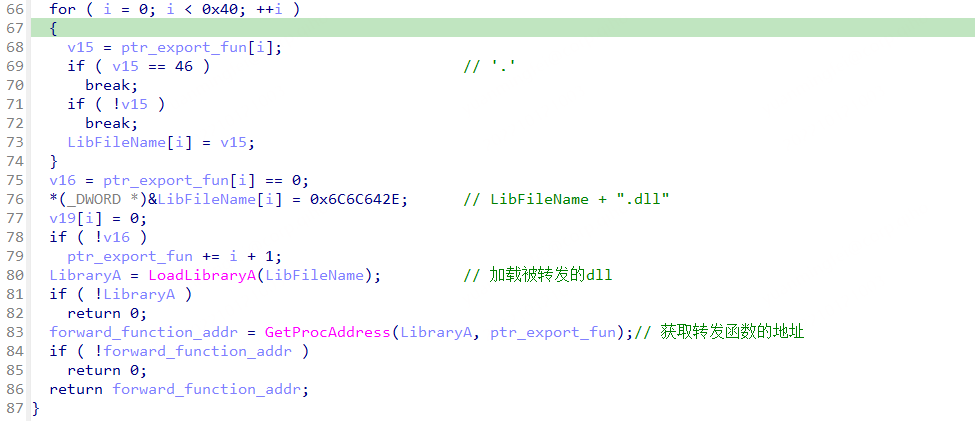 66 for ( i = 0; i < 0x40; ++i )
67 {
68 v15 = ptr_export_fun[i];
69 if ( v15 == 46 ) // '.'
70 break;
71 if ( !v15 )
72 break;
73 LibFileName[i] = v15;
74 }
75 v16 = ptr_export_fun[i] == 0;
76 *(_DWORD *)&LibFileName[i] = 0x6C6C642E; // LibFileName + ".dll"
77 v19[i] = 0;
78 if ( !v16 )
79 ptr_export_fun += i + 1;
80 LibraryA = LoadLibraryA(LibFileName); // 加载被转发的dll
81 if ( !LibraryA )
82 return 0;
83 forward_function_addr = GetProcAddress(LibraryA, ptr_export_fun);// 获取转发函数的地址
84 if ( !forward_function_addr )
85 return 0;
86 return forward_function_addr;
87 }